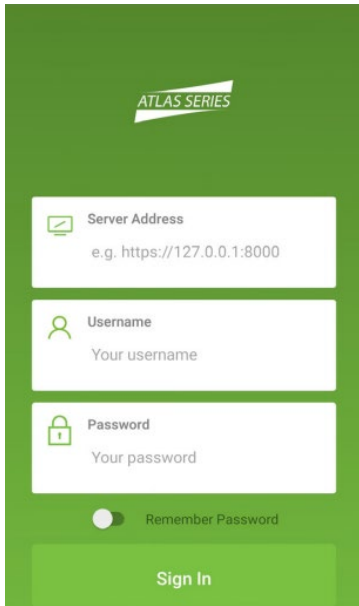 ATLAS SERIES
Server Address
e.g. https://127.0.0.1:8000
Username
Your username
Password
Your password
Remember Password
Sign In